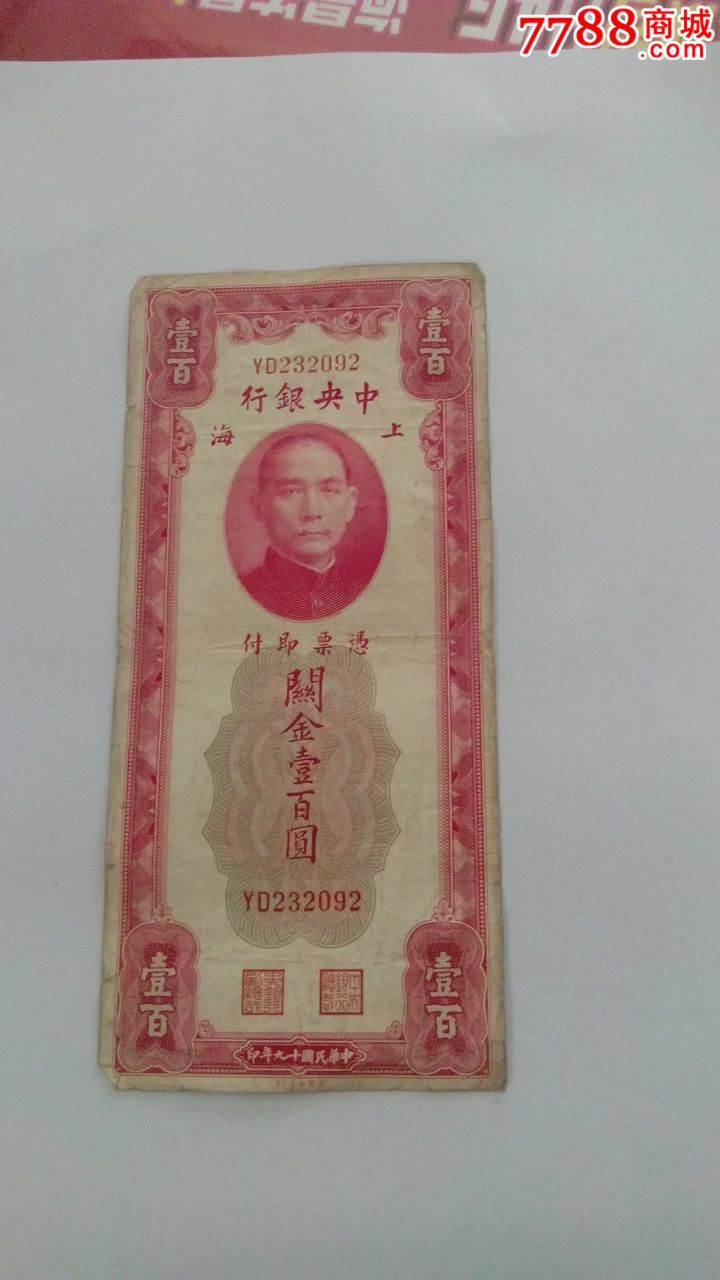 7788商城
.com
壹百
壹百
YD232092
中央銀行
上海
憑票即付
關金壹百圓
YD232092
壹百
壹百
中華民國十九年印